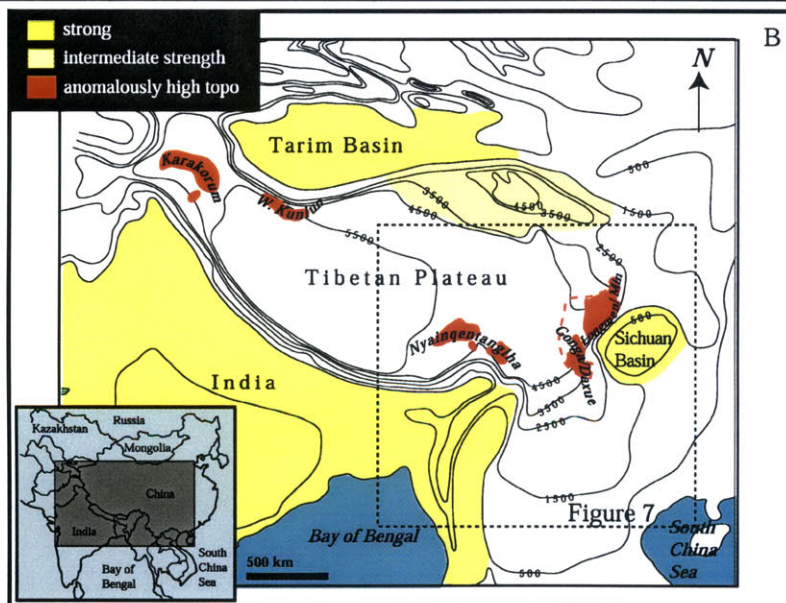 B
strong
intermediate strength
anomalously high topo
N
Tarim Basin
500
Karakorum
W. Kunlun
3500
4500
4500
3500
1500
5500
2500
Tibetan Plateau
Longmen/Min
500
Sichuan
Basin
Nyainqentanglha
Gonga/Daxue
India
4500
3500
2500
1500
Figure 7
Bay of Bengal
South
China
Sea
500
500 km
Kazakhstan
Russia
Mongolia
China
India
Bay of
Bengal
South
China
Sea